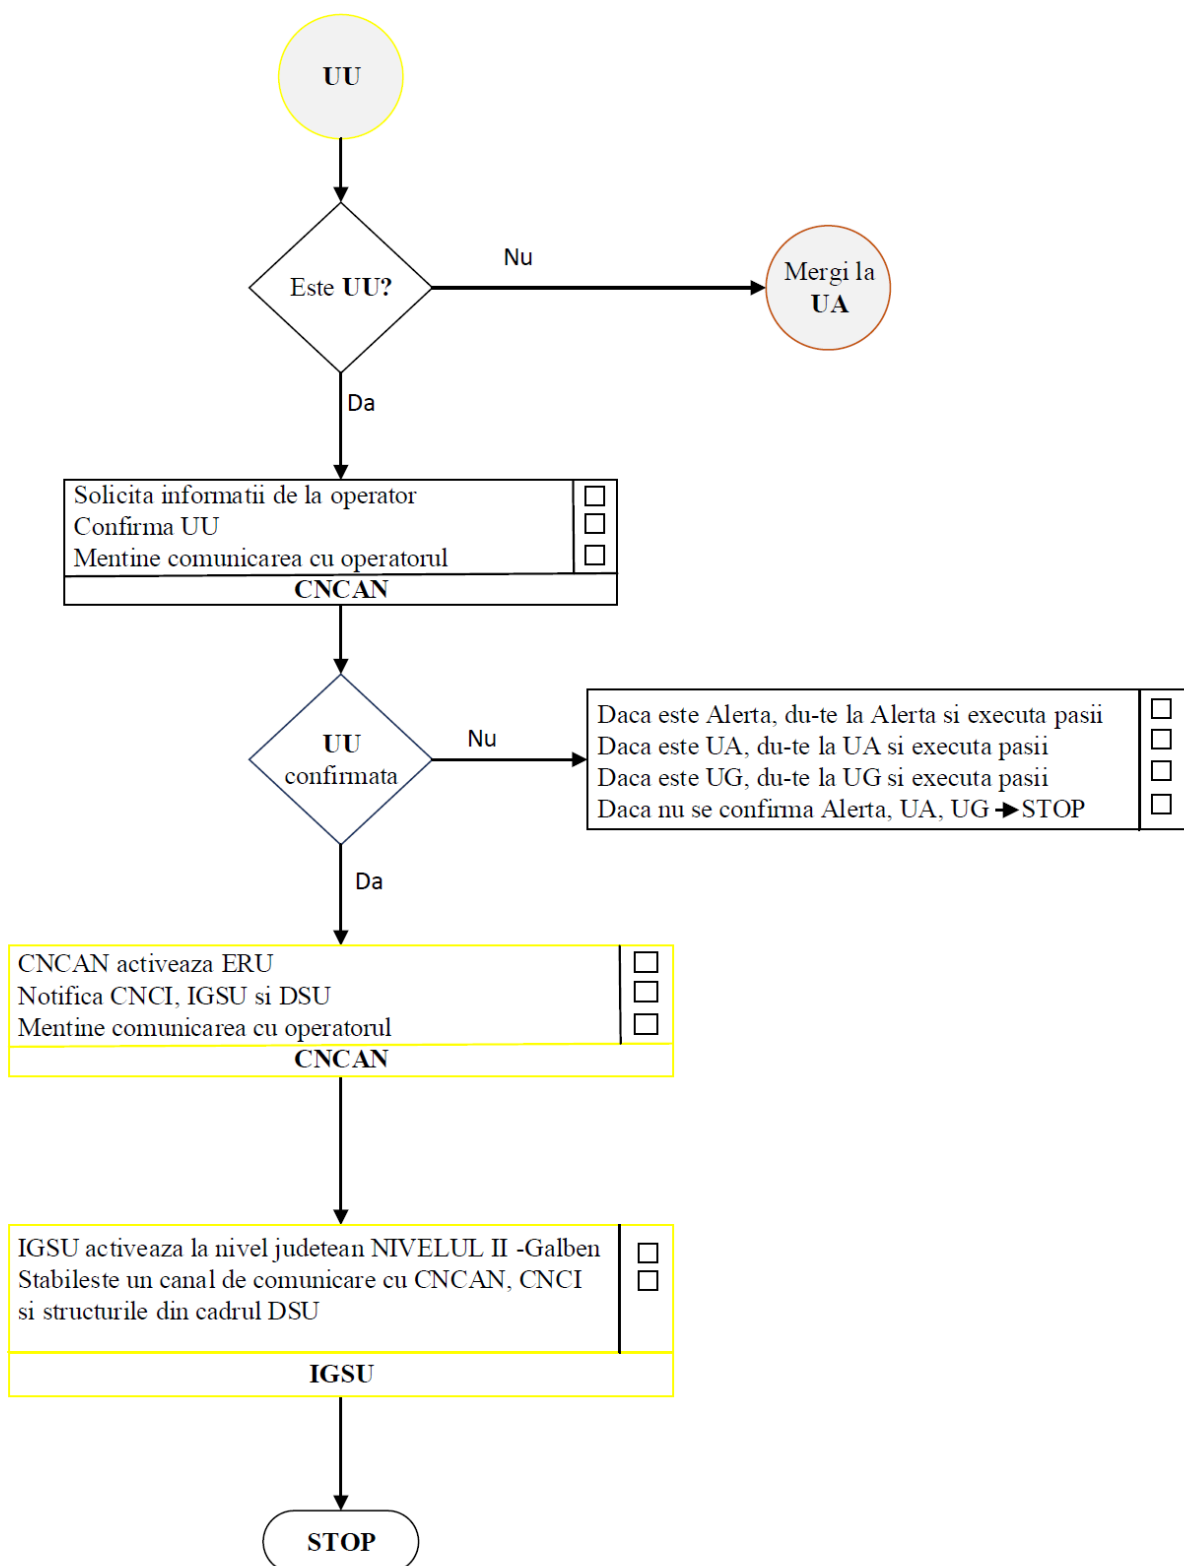 UU
Este UU?
Nu
Mergi la
UA
Da
Solicita informatii de la operator
Confirma UU
Mentine comunicarea cu operatorul
CNCAN
UU
confirmata
Nu
Daca este Alerta, du-te la Alerta si executa pasii
Daca este UA, du-te la UA si executa pasii
Daca este UG, du-te la UG si executa pasii
Daca nu se confirma Alerta, UA, UG → STOP
Da
CNCAN activeaza ERU
Notifica CNCI, IGSU si DSU
Mentine comunicarea cu operatorul
CNCAN
IGSU activeaza la nivel judetean NIVELUL II -Galben
Stabileste un canal de comunicare cu CNCAN, CNCI
si structurile din cadrul DSU
IGSU
STOP